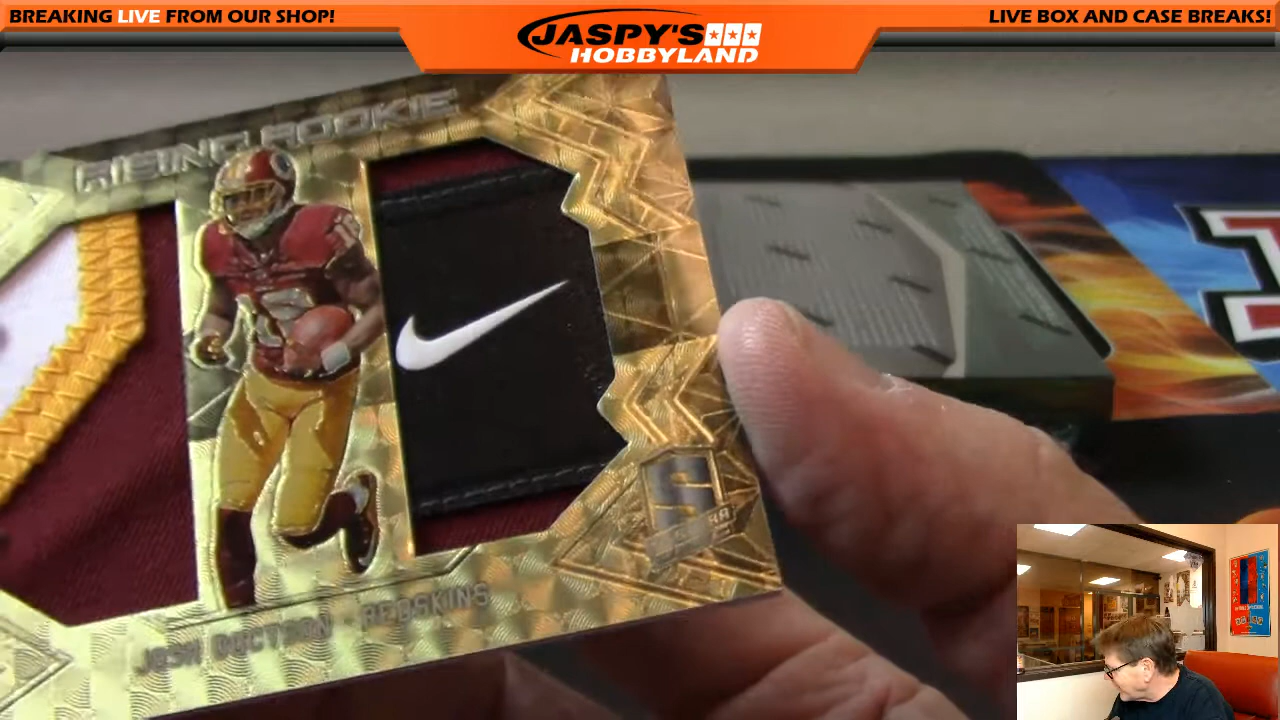 BREAKING LIVE FROM OUR SHOP!
JASPY'S
HOBBYLAND
LIVE BOX AND CASE BREAKS!
RISING ROOKIE
JOSH DOCTSON - REDSKINS
S